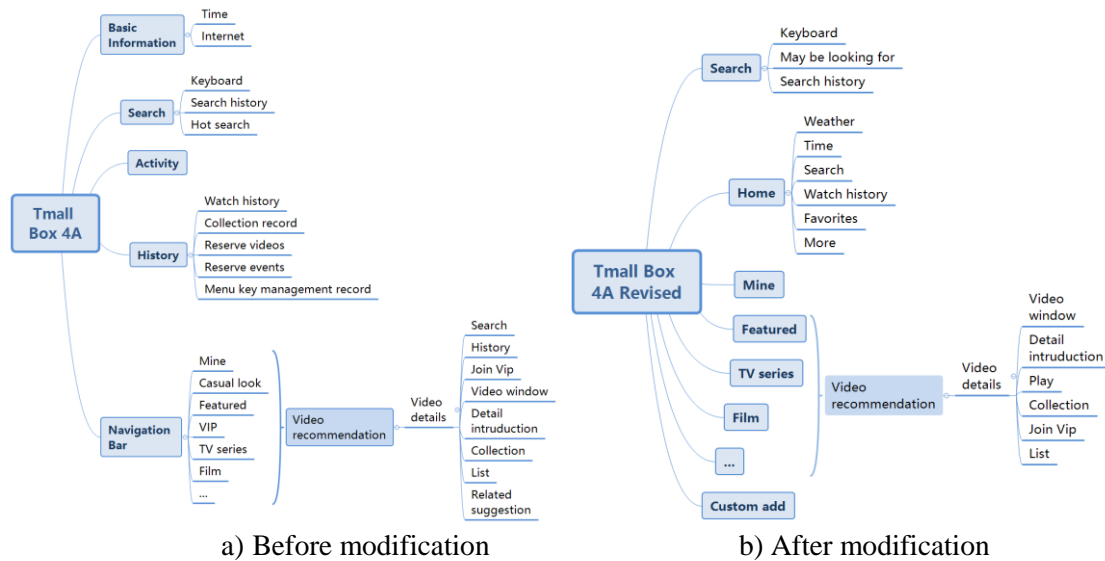 Basic
Information
Time
Internet
Search
Keyboard
Search history
Hot search
Activity
Tmall
Box 4A
History
Watch history
Collection record
Reserve videos
Reserve events
Menu key management record
Navigation
Bar
Mine
Casual look
Featured
VIP
TV series
Film
...
Video
recommendation
Video
details
Search
History
Join Vip
Video window
Detail
intruduction
Collection
List
Related
suggestion
a) Before modification
Search
Keyboard
May be looking for
Search history
Home
Weather
Time
Search
Watch history
Favorites
More
Tmall Box
4A Revised
Mine
Featured
TV series
Film
...
Custom add
Video
recommendation
Video
details
Video
window
Detail
intruduction
Play
Collection
Join Vip
List
b) After modification